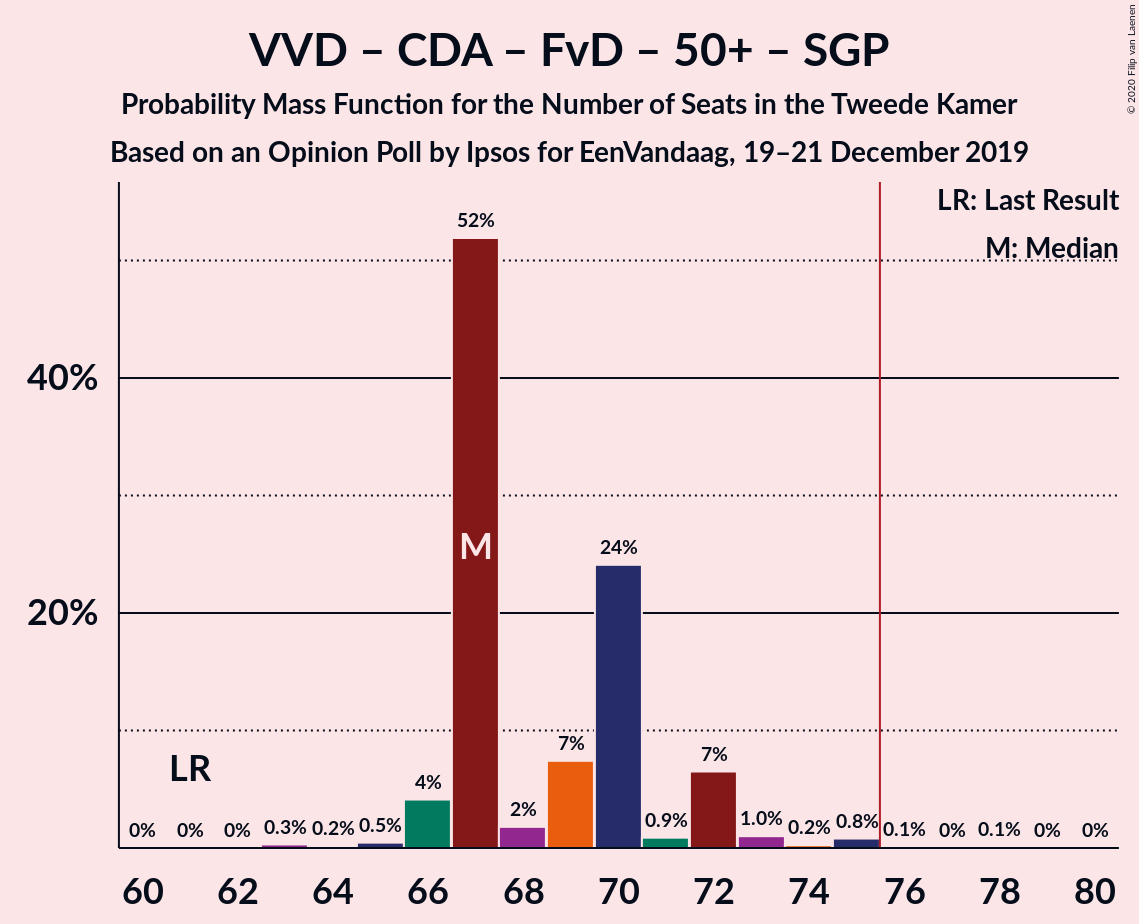 VVD – CDA – FvD – 50+ – SGP
Probability Mass Function for the Number of Seats in the Tweede Kamer
Based on an Opinion Poll by Ipsos for EenVandaag, 19–21 December 2019
© 2020 Filip van Laenen
LR: Last Result
M: Median
40%
20%
LR
M
0%
0%
0%
0.3%
0.2%
0.5%
4%
52%
2%
7%
24%
0.9%
7%
1.0%
0.2%
0.8%
0.1%
0%
0.1%
0%
0%
60 62 64 66 68 70 72 74 76 78 80